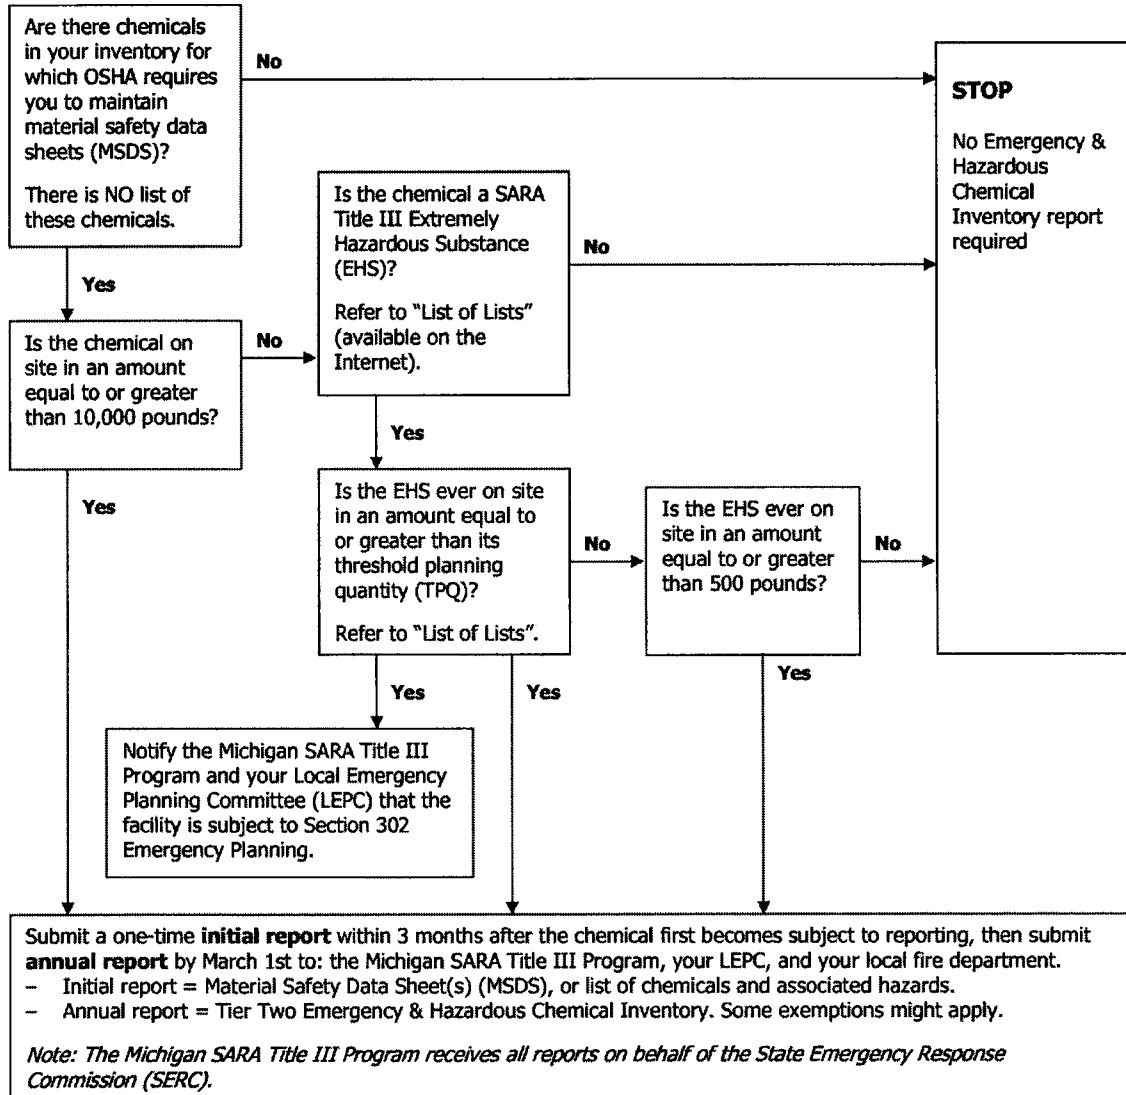 Are there chemicals
in your inventory for
which OSHA requires
you to maintain
material safety data
sheets (MSDS)?
There is NO list of
these chemicals.
No
STOP
No Emergency &
Hazardous
Chemical
Inventory report
required
Is the chemical a SARA
Title III Extremely
Hazardous Substance
(EHS)?
Refer to "List of Lists"
(available on the
Internet).
No
Yes
Is the chemical on
site in an amount
equal to or greater
than 10,000 pounds?
No
Yes
Yes
Is the EHS ever on site
in an amount equal to
or greater than its
threshold planning
quantity (TPQ)?
Refer to "List of Lists".
No
Is the EHS ever on
site in an amount
equal to or greater
than 500 pounds?
No
Yes
Yes
Yes
Notify the Michigan SARA Title III
Program and your Local Emergency
Planning Committee (LEPC) that the
facility is subject to Section 302
Emergency Planning.
Submit a one-time initial report within 3 months after the chemical first becomes subject to reporting, then submit
annual report by March 1st to: the Michigan SARA Title III Program, your LEPC, and your local fire department.
– Initial report = Material Safety Data Sheet(s) (MSDS), or list of chemicals and associated hazards.
– Annual report = Tier Two Emergency & Hazardous Chemical Inventory. Some exemptions might apply.
Note: The Michigan SARA Title III Program receives all reports on behalf of the State Emergency Response
Commission (SERC).